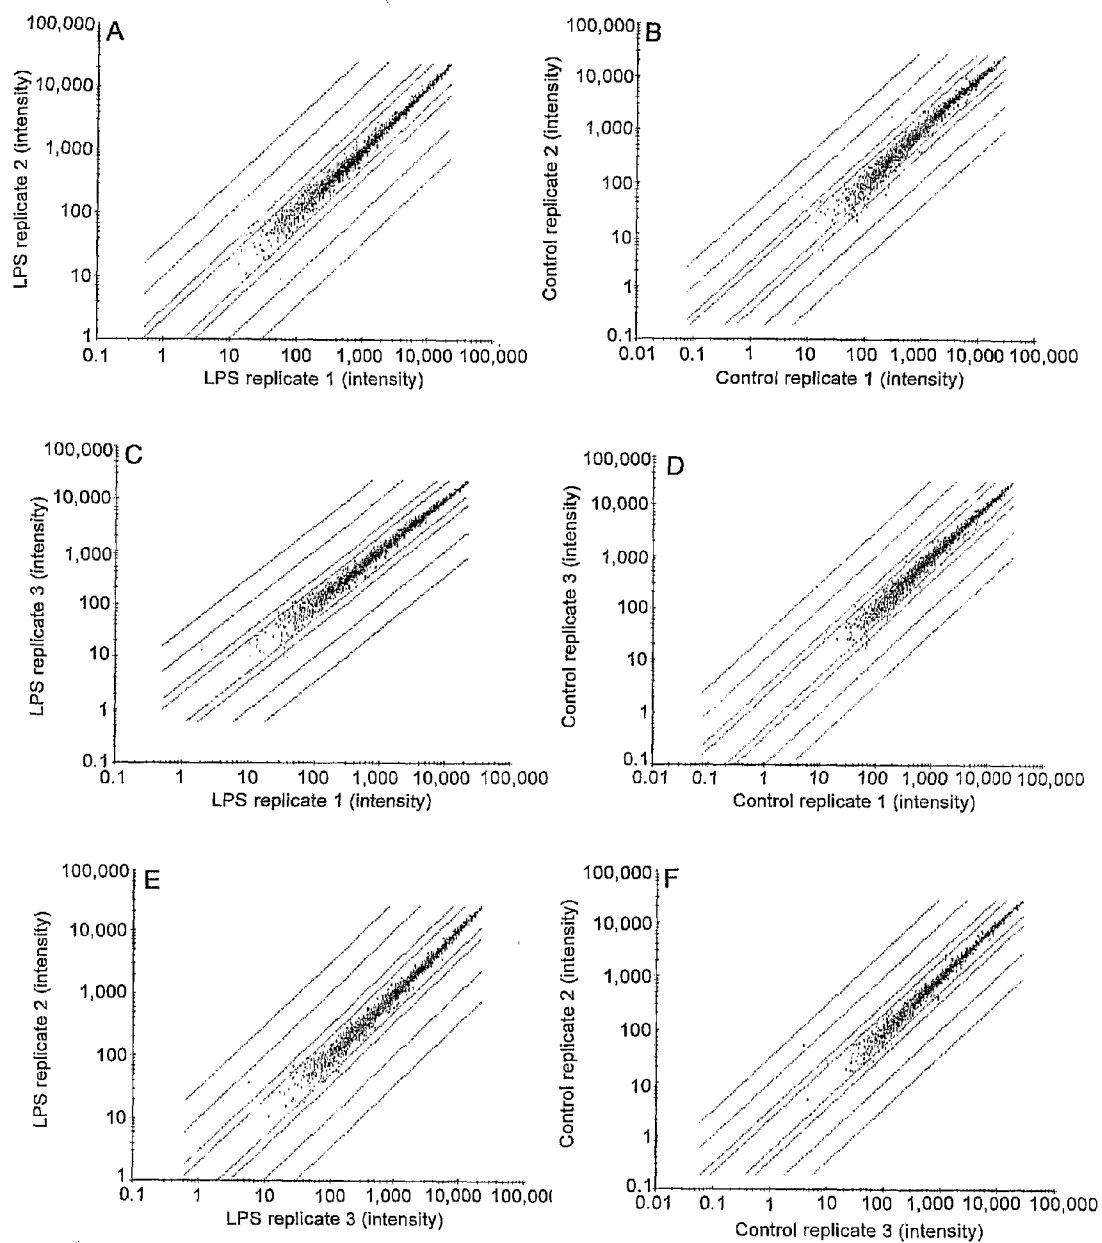 A
100,000
10,000
1,000
100
10
1
LPS replicate 2 (intensity)
0.1 1 10 100 1,000 10,000 100,000
LPS replicate 1 (intensity)
B
100,000
10,000
1,000
100
10
1
0.1
Control replicate 2 (intensity)
0.01 0.1 1 10 100 1,000 10,000 100,000
Control replicate 1 (intensity)
C
100,000
10,000
1,000
100
10
1
0.1
LPS replicate 3 (intensity)
0.1 1 10 100 1,000 10,000 100,000
LPS replicate 1 (intensity)
D
100,000
10,000
1,000
100
10
1
0.1
Control replicate 3 (intensity)
0.01 0.1 1 10 100 1,000 10,000 100,000
Control replicate 1 (intensity)
E
100,000
10,000
1,000
100
10
1
LPS replicate 2 (intensity)
0.1 1 10 100 1,000 10,000 100,00
LPS replicate 3 (intensity)
F
100,000
10,000
1,000
100
10
1
0.1
Control replicate 2 (intensity)
0.01 0.1 1 10 100 1,000 10,000 100,000
Control replicate 3 (intensity)